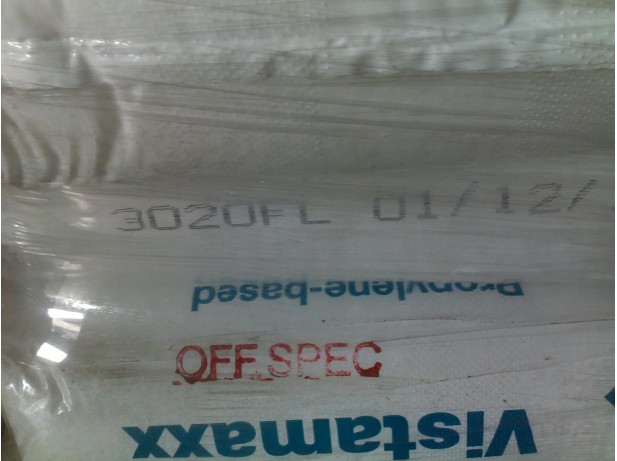 3020FL 01/12/
Propylene-based
OFF SPEC
Vistamaxx